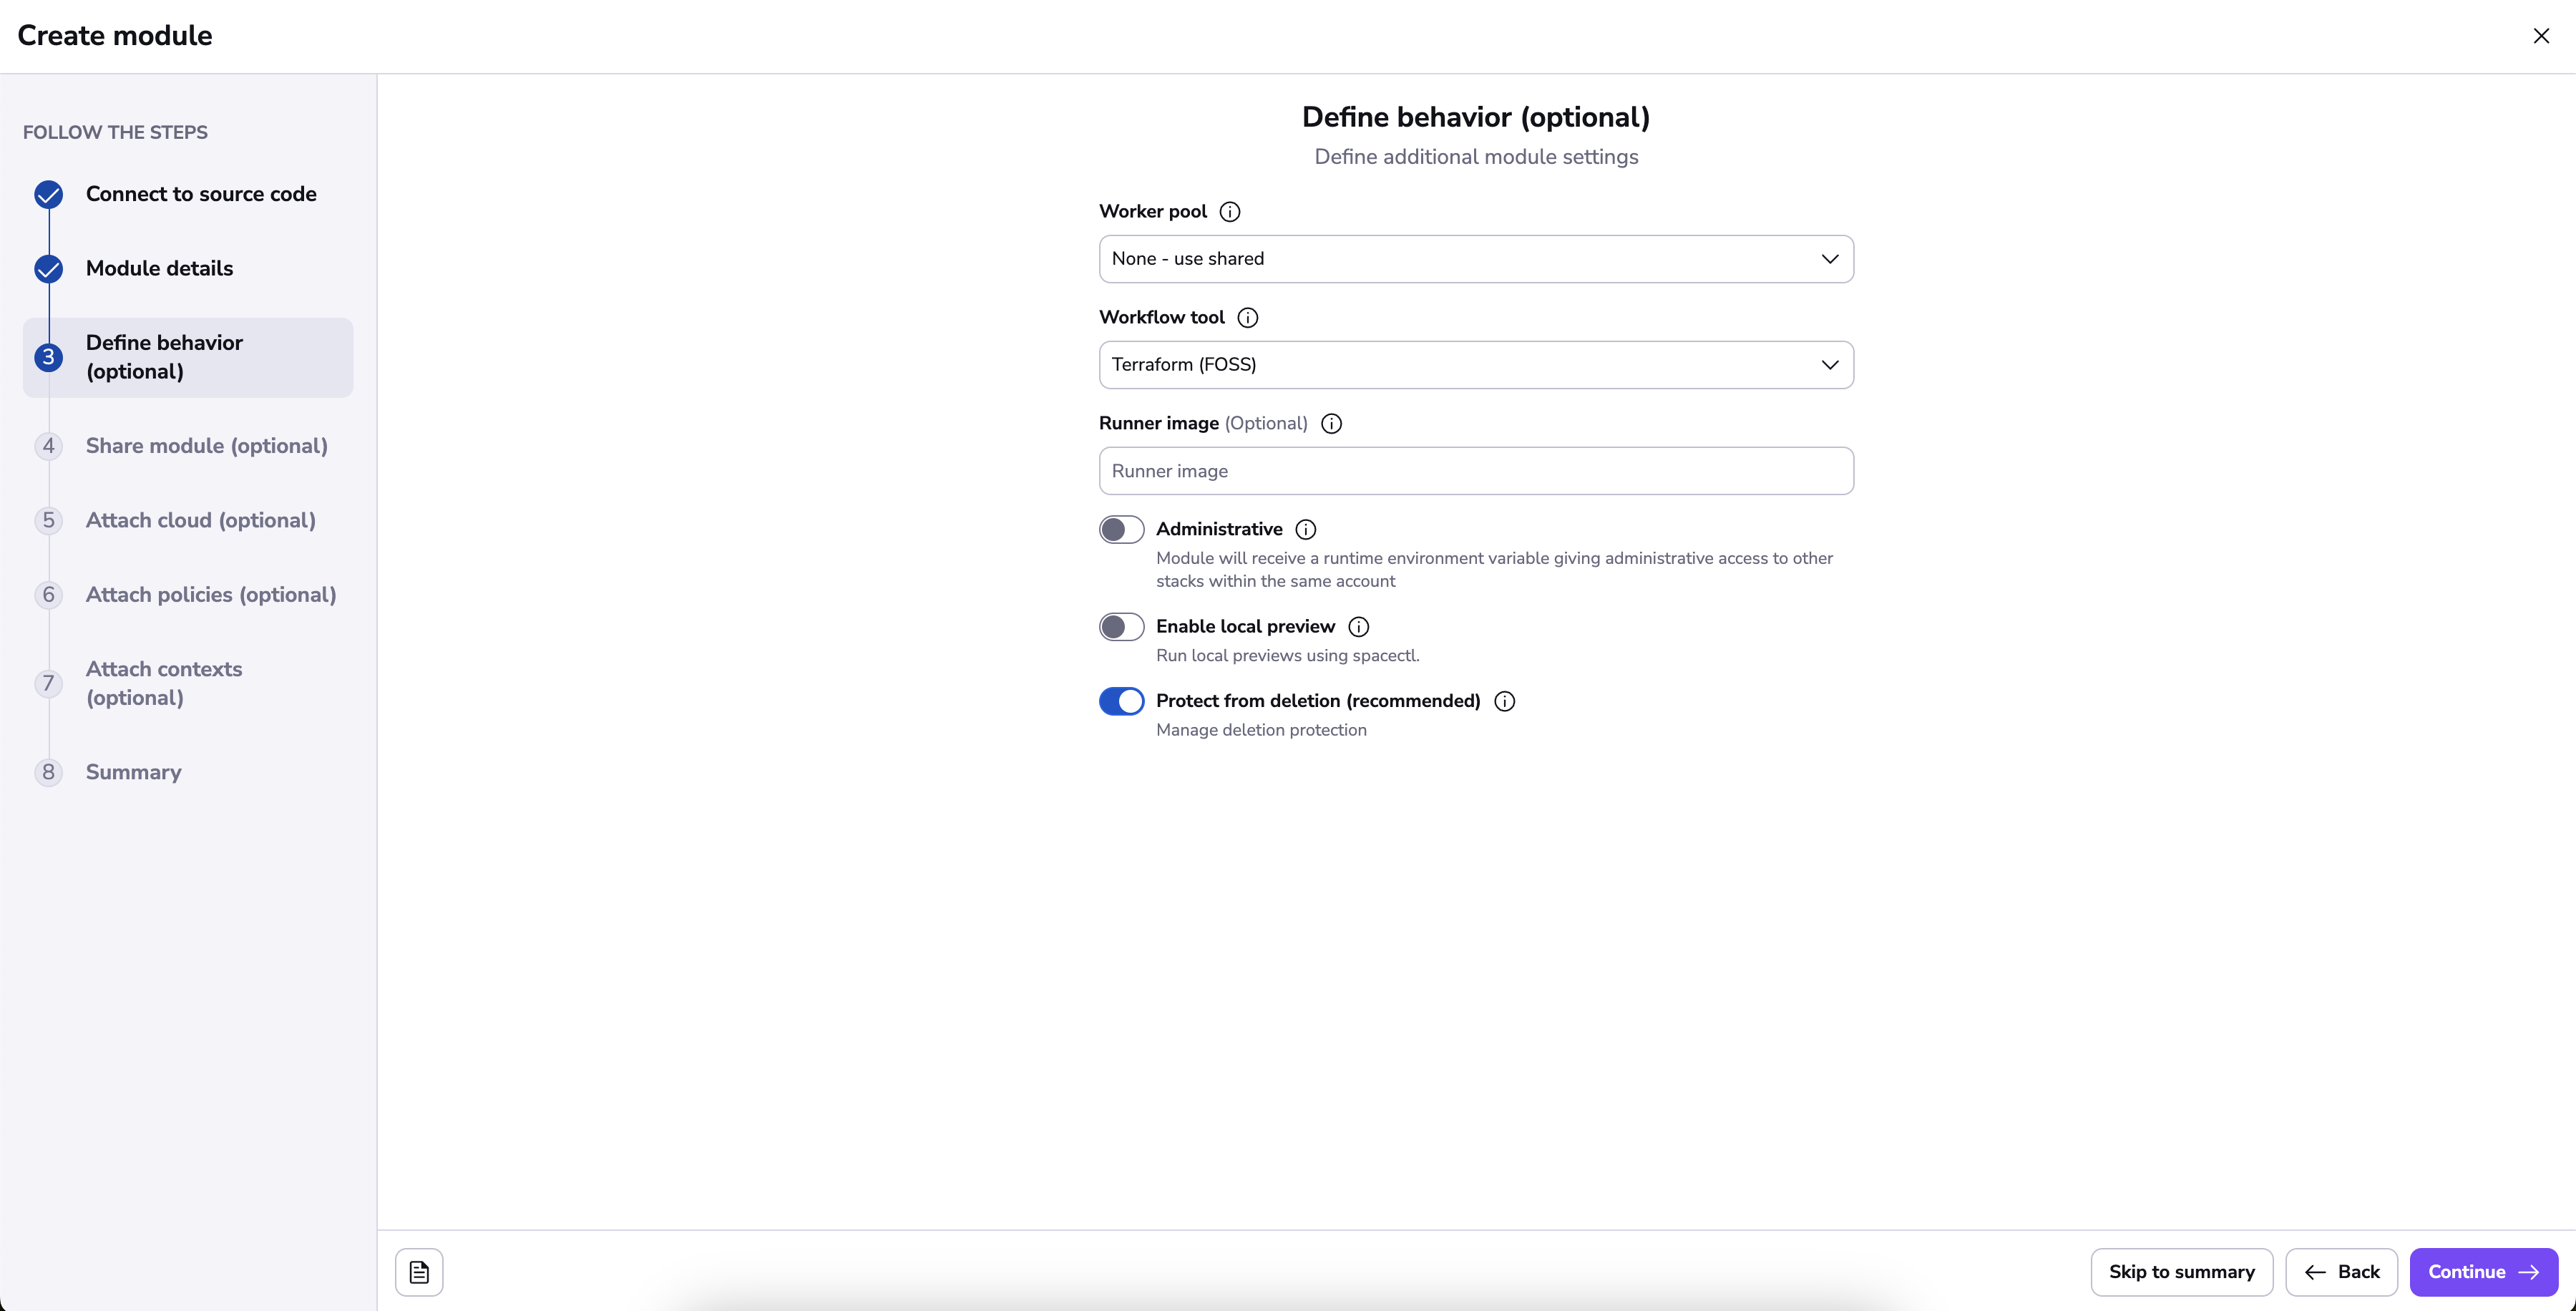 Create module
FOLLOW THE STEPS
Connect to source code
Module details
3
Define behavior
(optional)
4
Share module (optional)
5
Attach cloud (optional)
6
Attach policies (optional)
7
Attach contexts
(optional)
8
Summary
Define behavior (optional)
Define additional module settings
Worker pool
None - use shared
Workflow tool
Terraform (FOSS)
Runner image (Optional)
Runner image
Administrative
Module will receive a runtime environment variable giving administrative access to other
stacks within the same account
Enable local preview
Run local previews using spacectl.
Protect from deletion (recommended)
Manage deletion protection
Skip to summary
Back
Continue